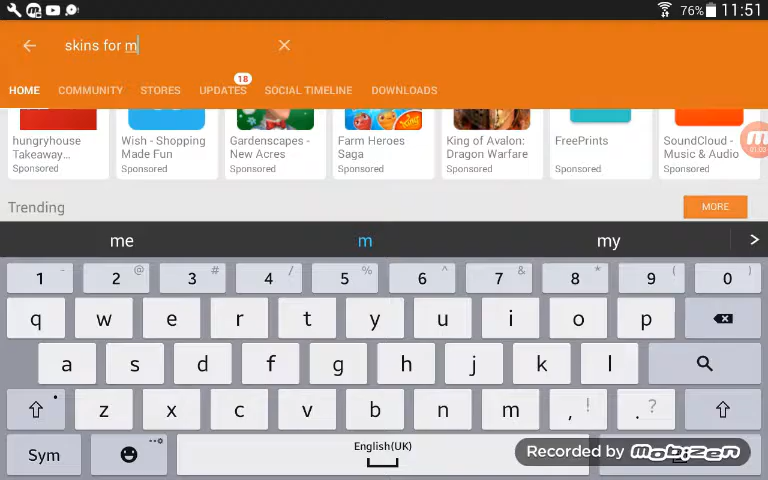 76% 11:51
skins for m
18
HOME COMMUNITY STORES UPDATES SOCIAL TIMELINE DOWNLOADS
hungryhouse Wish - Shopping Gardenscapes - Farm Heroes King of Avalon: FreePrints SoundCloud -
Takeaway... Made Fun New Acres Saga Dragon Warfare Music & Audio
Sponsored Sponsored Sponsored Sponsored Sponsored Sponsored Sponsored
Trending MORE
me m my >
1 - 2 @ 3 # 4 / 5 % 6 ^ 7 & 8 * 9 ( 0 )
q w e r t y u i o p
a s d f g h j k l
z x c v b n m , ! . ?
Sym English(UK) Recorded by mobizen